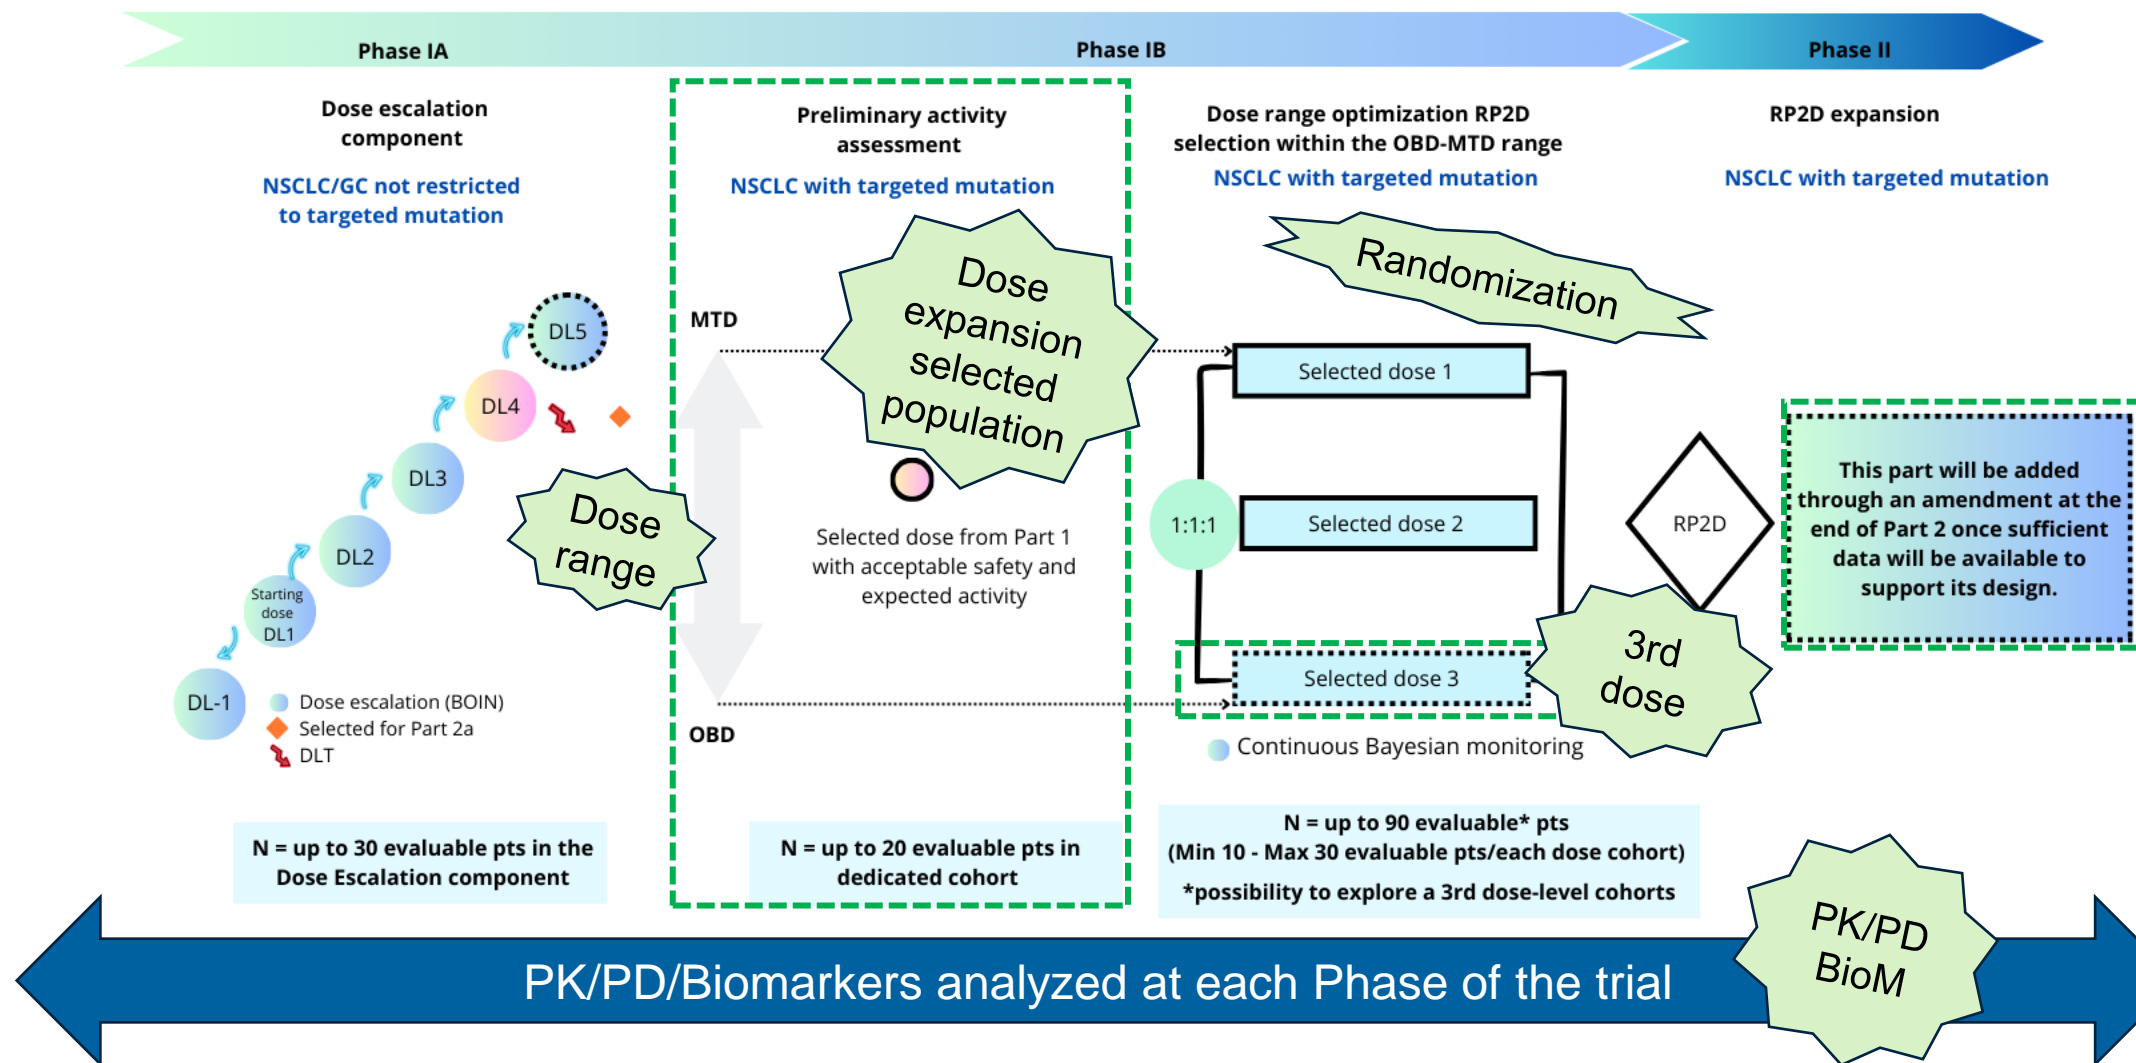 Phase IA
Phase IB
Phase II
Dose escalation
component
NSCLC/GC not restricted
to targeted mutation
Preliminary activity
assessment
NSCLC with targeted mutation
Dose range optimization RP2D
selection within the OBD-MTD range
NSCLC with targeted mutation
RP2D expansion
NSCLC with targeted mutation
DL5
DL4
DL3
DL2
Starting
dose
DL1
DL-1
Dose escalation (BOIN)
Selected for Part 2a
DLT
Dose
range
MTD
OBD
Dose
expansion
selected
population
Selected dose from Part 1
with acceptable safety and
expected activity
Randomization
1:1:1
Selected dose 1
Selected dose 2
Selected dose 3
Continuous Bayesian monitoring
RP2D
3rd
dose
This part will be added
through an amendment at the
end of Part 2 once sufficient
data will be available to
support its design.
N = up to 30 evaluable pts in the
Dose Escalation component
N = up to 20 evaluable pts in
dedicated cohort
N = up to 90 evaluable* pts
(Min 10 - Max 30 evaluable pts/each dose cohort)
*possibility to explore a 3rd dose-level cohorts
PK/PD/Biomarkers analyzed at each Phase of the trial
PK/PD
BioM